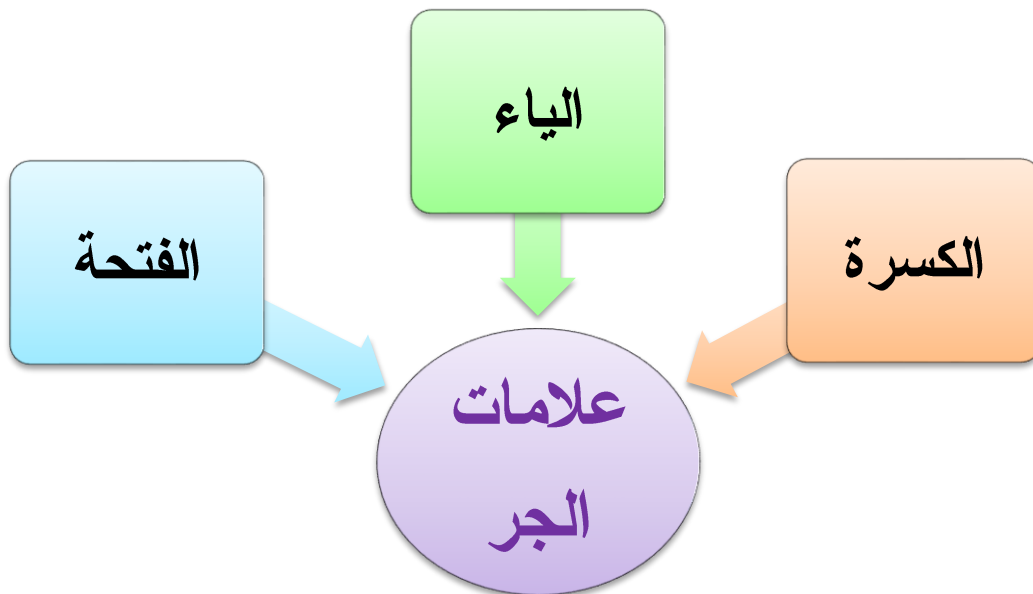 الياء
الكسرة
الفتحة
علامات
الجر